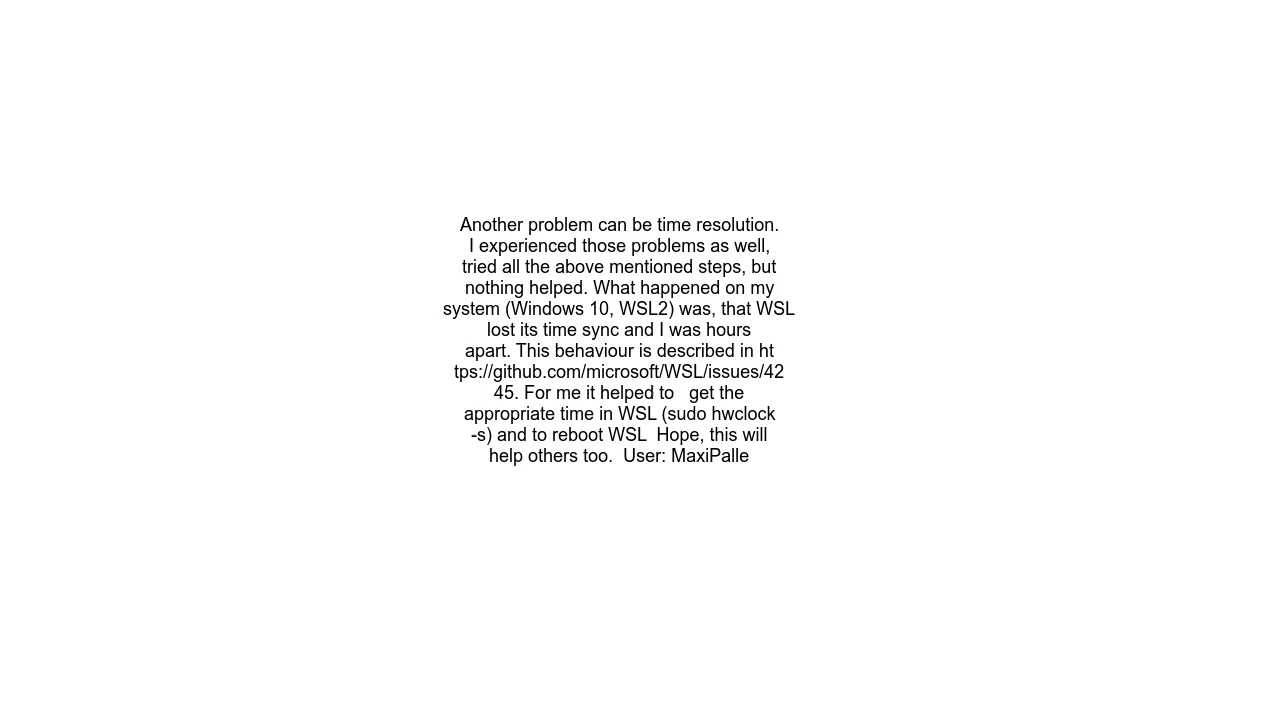 Another problem can be time resolution.
I experienced those problems as well,
tried all the above mentioned steps, but
nothing helped. What happened on my
system (Windows 10, WSL2) was, that WSL
lost its time sync and I was hours
apart. This behaviour is described in ht
tps://github.com/microsoft/WSL/issues/42
45. For me it helped to   get the
appropriate time in WSL (sudo hwclock
-s) and to reboot WSL  Hope, this will
help others too.  User: MaxiPalle